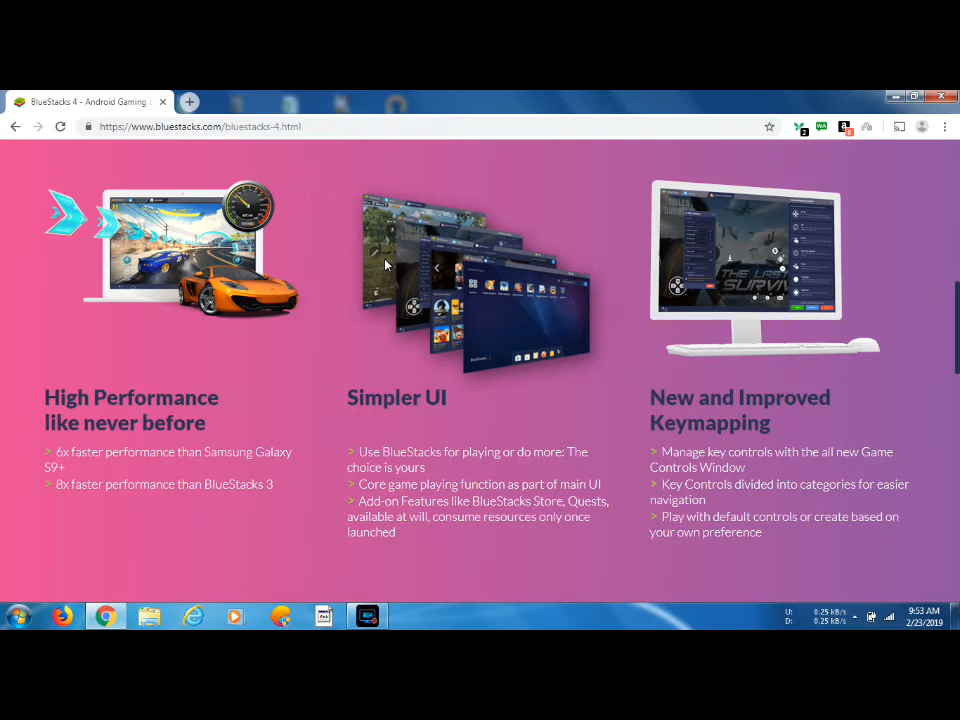 BlueStacks 4 - Android Gaming
https://www.bluestacks.com/bluestacks-4.html
2
WA
8
THE LAST
High Performance
like never before
> 6x faster performance than Samsung Galaxy
S9+
> 8x faster performance than BlueStacks 3
Simpler UI
> Use BlueStacks for playing or do more: The
choice is yours
> Core game playing function as part of main UI
> Add-on Features like BlueStacks Store, Quests,
available at will, consume resources only once
launched
New and Improved
Keymapping
> Manage key controls with the all new Game
Controls Window
> Key Controls divided into categories for easier
navigation
> Play with default controls or create based on
your own preference
U: 0.25 kB/s
D: 0.25 kB/s
9:53 AM
2/23/2019